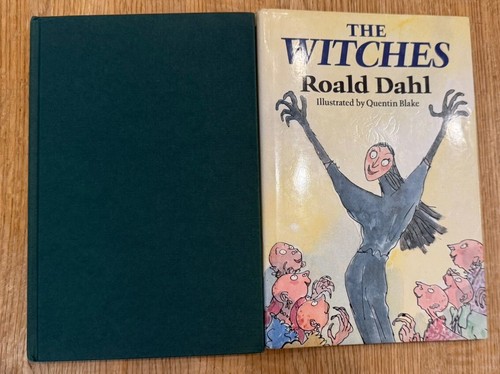 THE
WITCHES
Roald Dahl
Illustrated by Quentin Blake